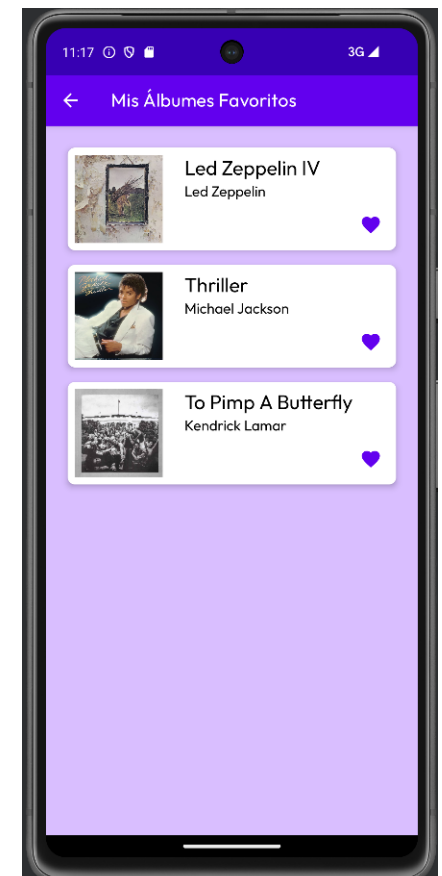 11:17
3G
Mis Álbumes Favoritos
Led Zeppelin IV
Led Zeppelin
Thriller
Michael Jackson
To Pimp A Butterfly
Kendrick Lamar